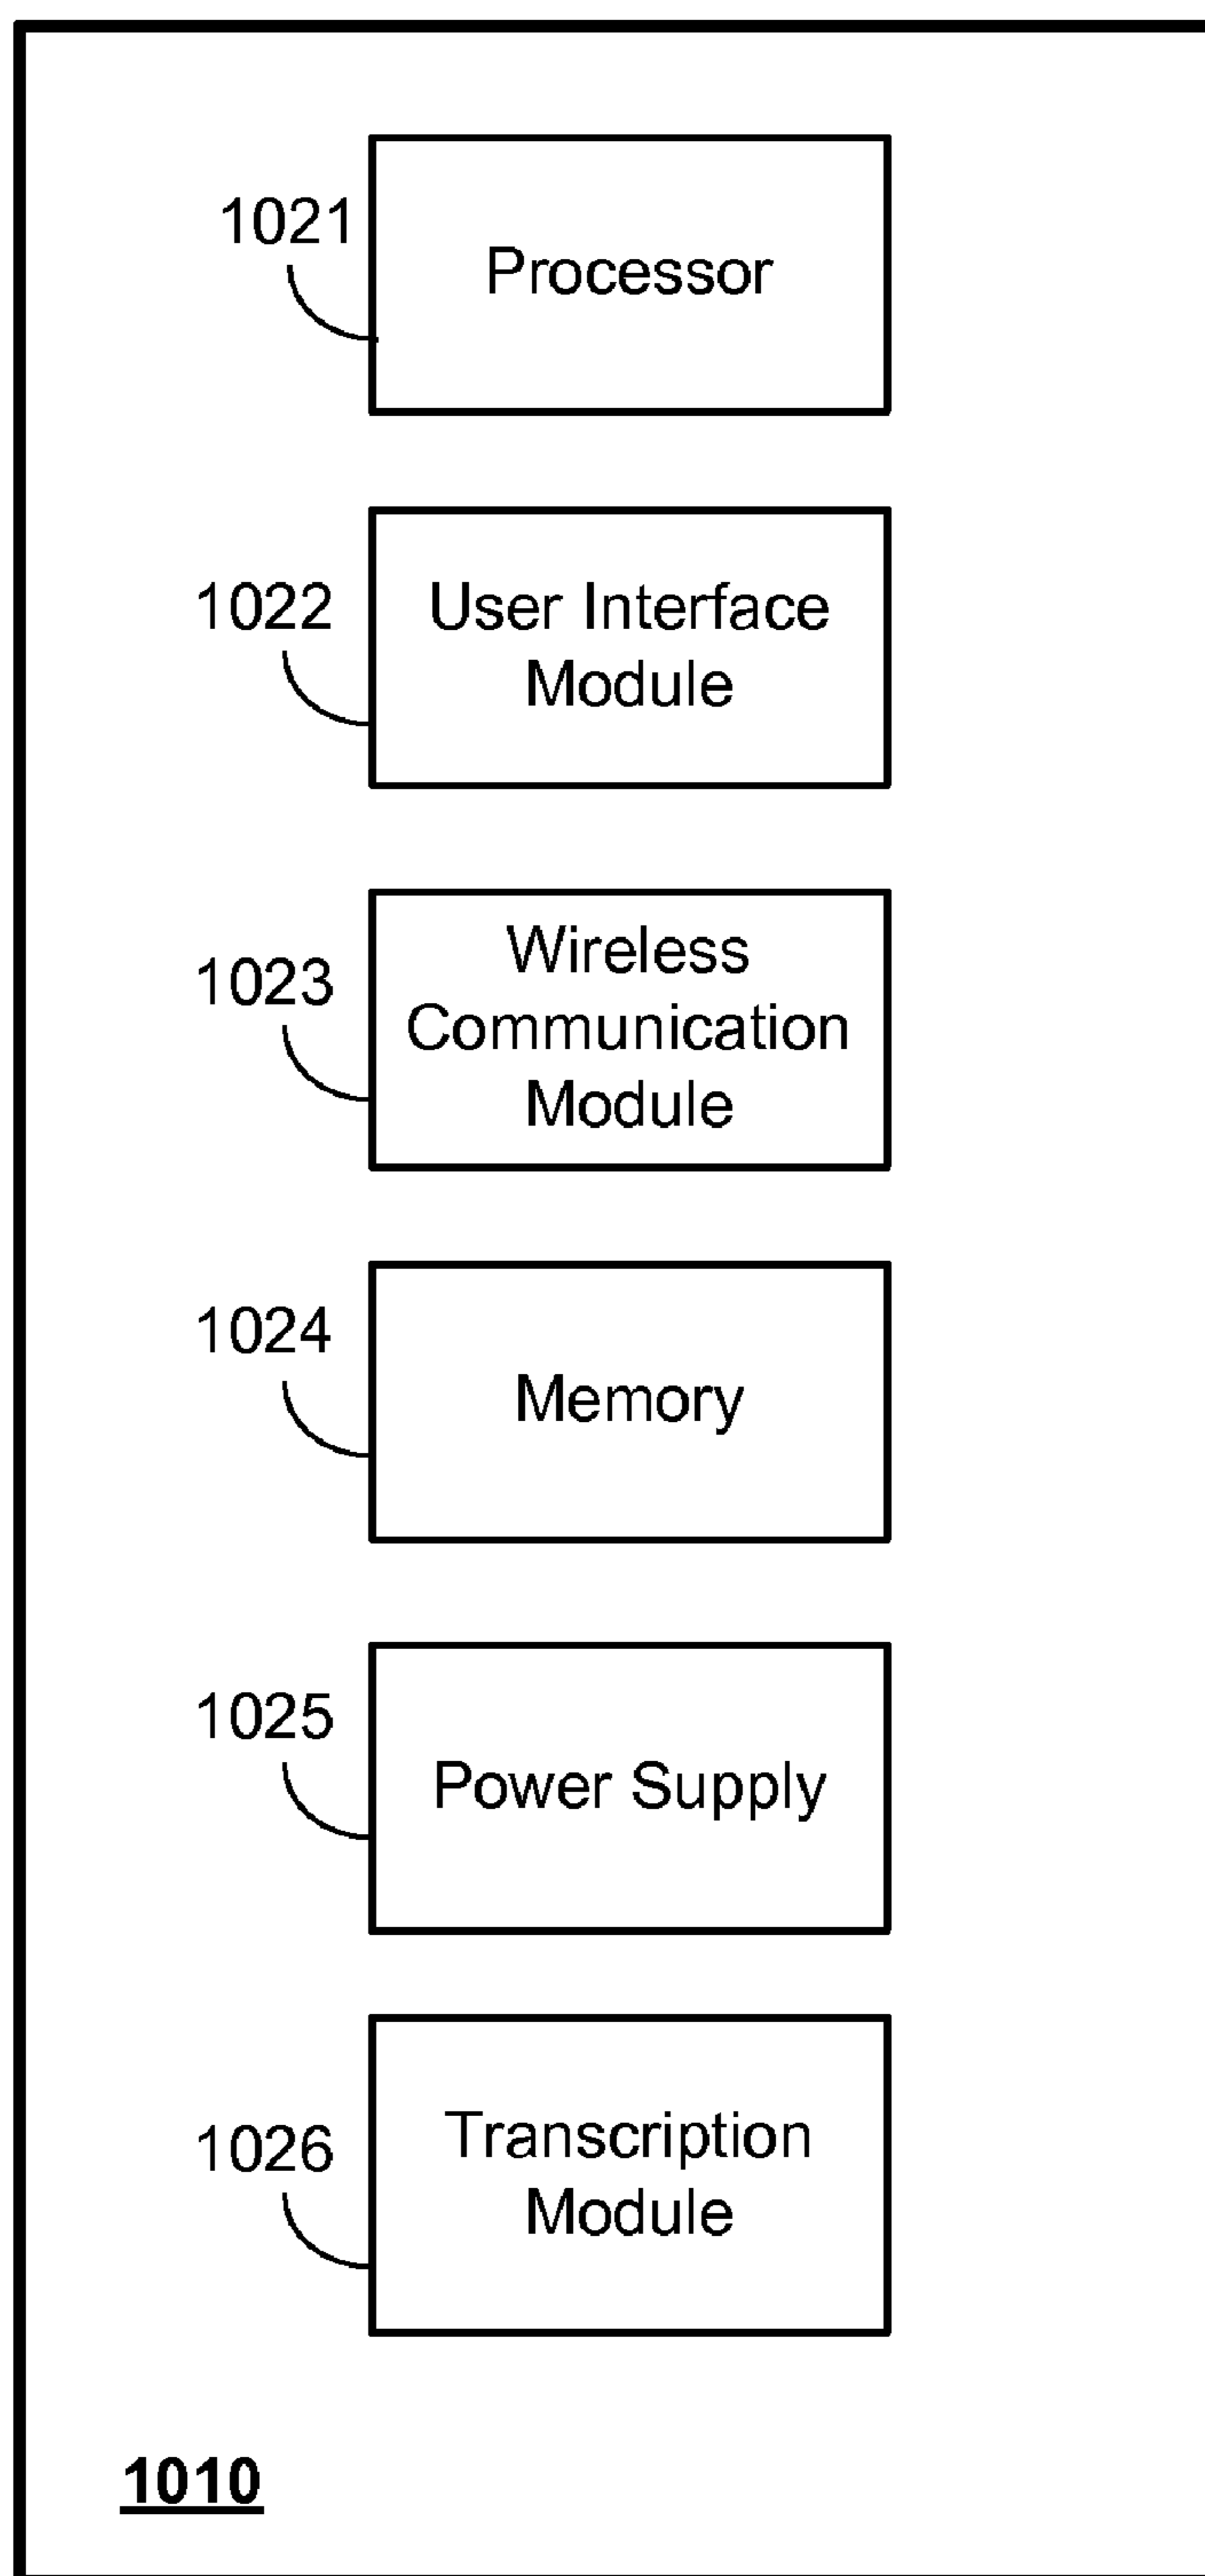 1021
Processor
1022
User Interface
Module
1023
Wireless
Communication
Module
1024
Memory
1025
Power Supply
1026
Transcription
Module
1010